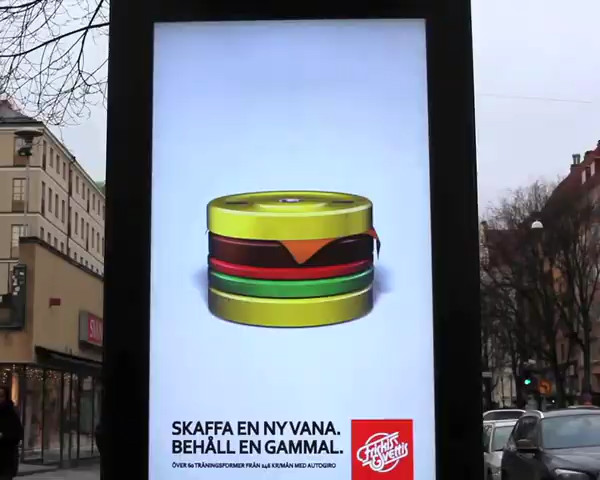 SKAFFA EN NY VANA.
BEHÅLL EN GAMMAL.
ÖVER 60 TRÄNINGSFORMER FRÅN 248 KR/MÅN MED AUTOGIRO
Friskis
&Svettis